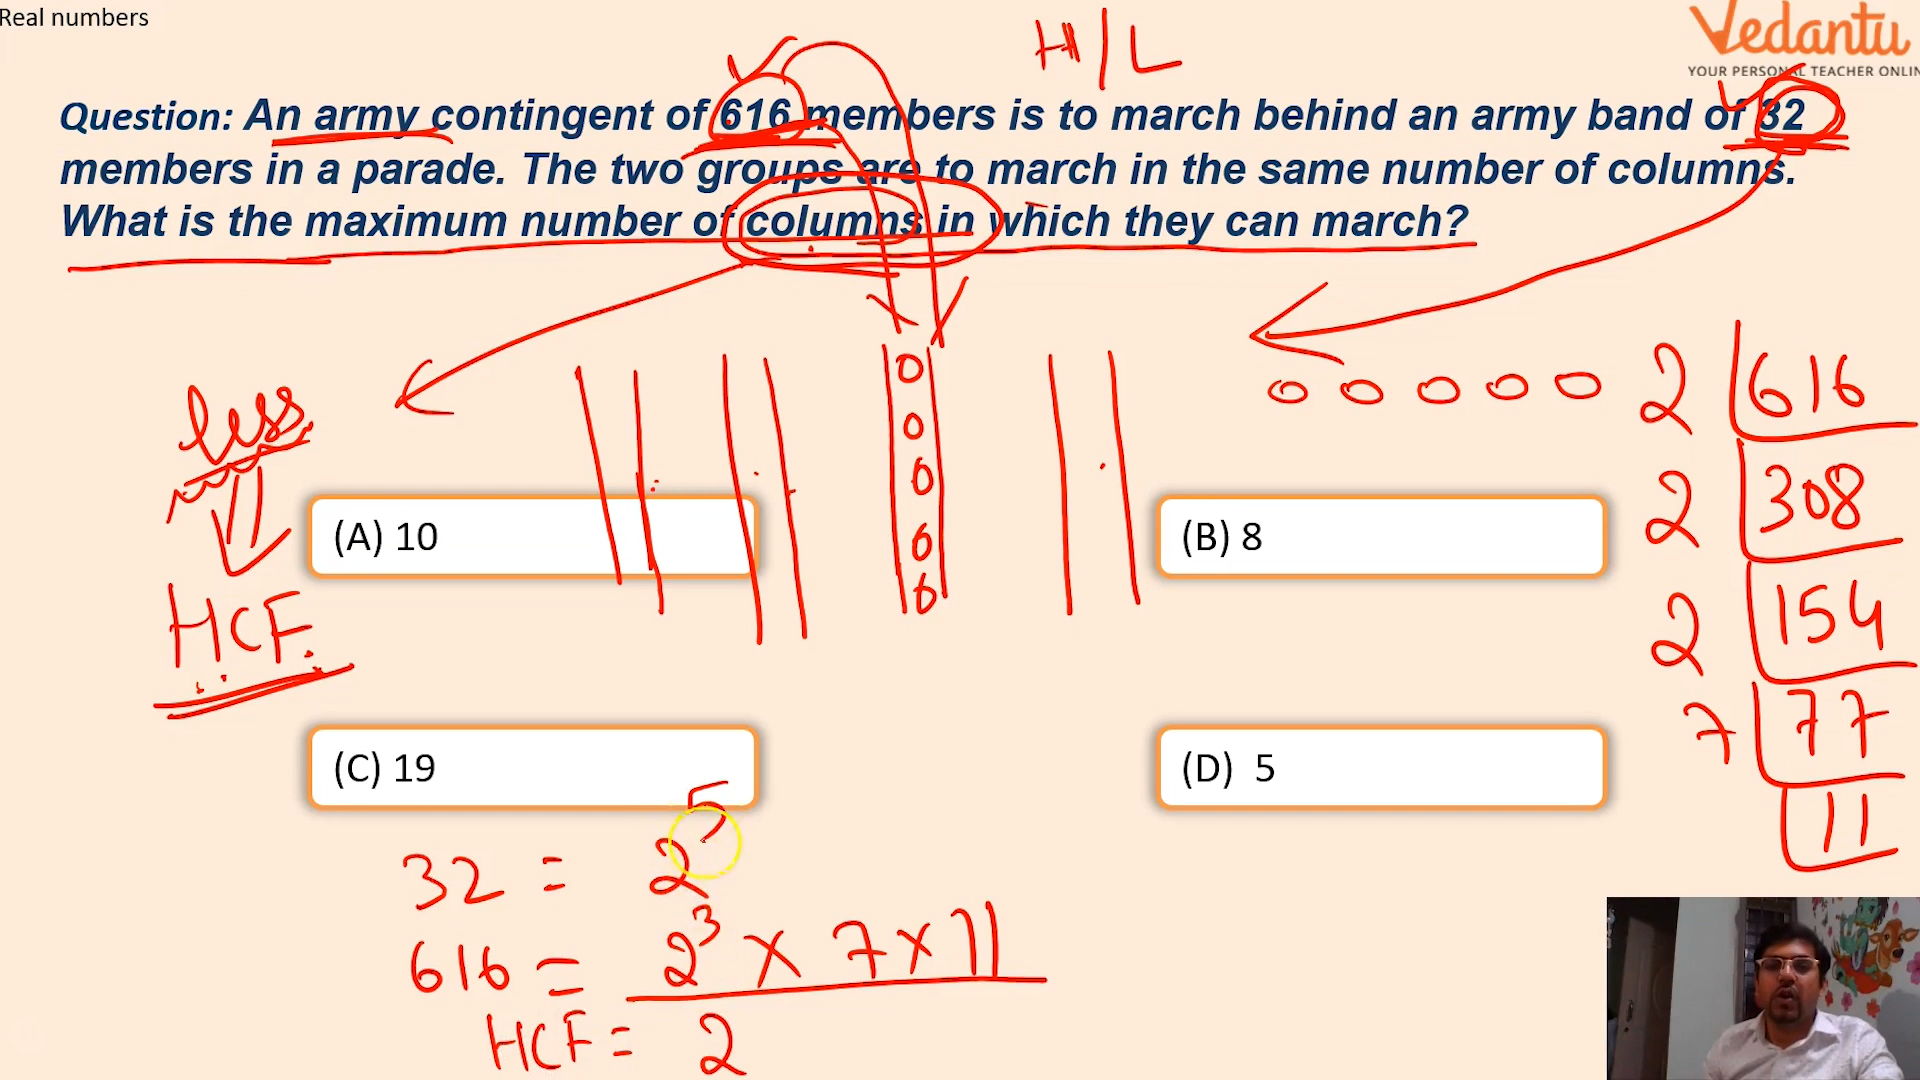 Real numbers
Vedantu
YOUR PERSONAL TEACHER ONLIN
H | L
Question: An army contingent of 616 members is to march behind an army band of 32
members in a parade. The two groups are to march in the same number of columns.
What is the maximum number of columns in which they can march?
less
HCF
(A) 10
(B) 8
(C) 19
(D) 5
2 616
2 308
2 154
7 77
11
32 = 2^5
616 = 2^3 x 7 x 11
HCF = 2